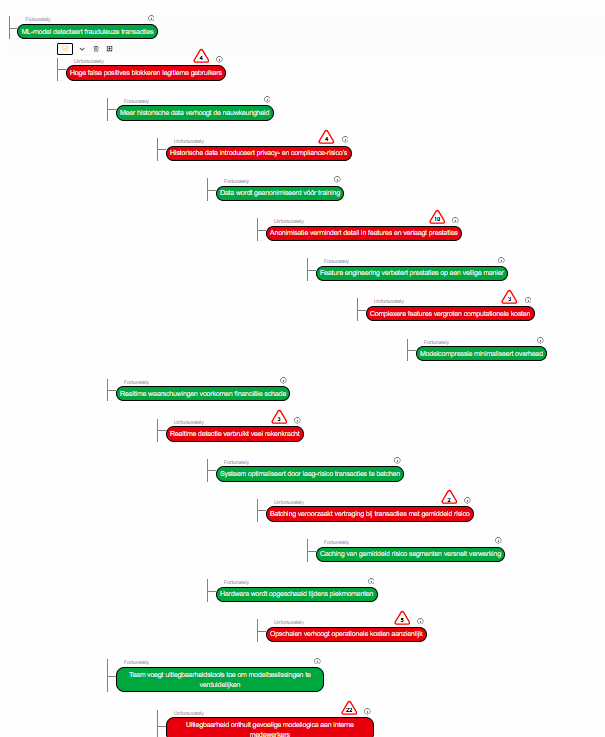 Fortunately
ML-model detecteert frauduleuze transacties
Unfortunately
4
Hoge false positives blokkeren legitieme gebruikers
Fortunately
Meer historische data verhoogt de nauwkeurigheid
Unfortunately
4
Historische data introduceert privacy- en compliance-risico's
Fortunately
Data wordt geanonimiseerd vóór training
Unfortunately
10
Anonimisatie vermindert detail in features en verlaagt prestaties
Fortunately
Feature engineering verbetert prestaties op een veilige manier
Unfortunately
3
Complexere features vergroten computationele kosten
Fortunately
Modelcompressie minimaliseert overhead
Fortunately
Realtime waarschuwingen voorkomen financiële schade
Unfortunately
3
Realtime detectie verbruikt veel rekenkracht
Fortunately
Systeem optimaliseert door laag-risico transacties te batchen
Unfortunately
2
Batching veroorzaakt vertraging bij transacties met gemiddeld risico
Fortunately
Caching van gemiddeld risico segmenten versnelt verwerking
Fortunately
Hardware wordt opgeschaald tijdens piekmomenten
Unfortunately
5
Opschalen verhoogt operationele kosten aanzienlijk
Fortunately
Team voegt uitlegbaarheidstools toe om modelbeslissingen te
verduidelijken
Unfortunately
22
Uitlegbaarheid onthult gevoelige modellogica aan interne
medewerkers